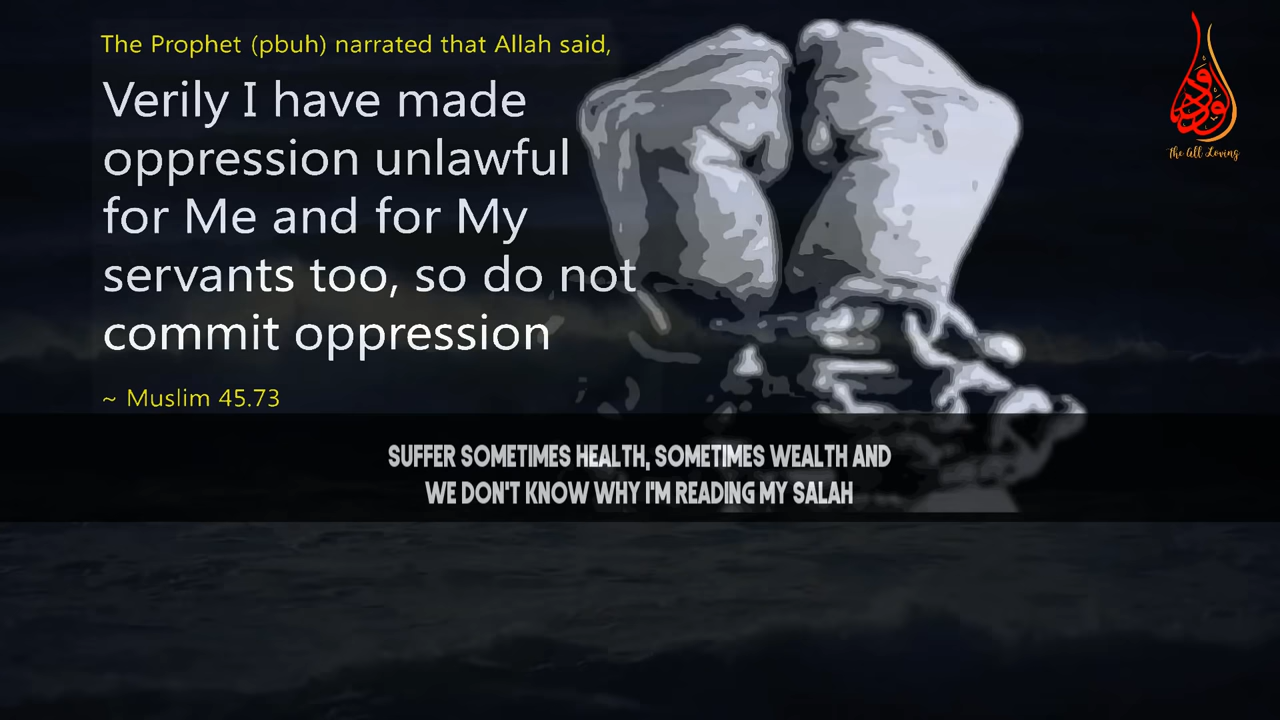 The Prophet (pbuh) narrated that Allah said,
Verily I have made
oppression unlawful
for Me and for My
servants too, so do not
commit oppression
~ Muslim 45.73
الودود
The All Loving
SUFFER SOMETIMES HEALTH, SOMETIMES WEALTH AND
WE DON'T KNOW WHY I'M READING MY SALAH